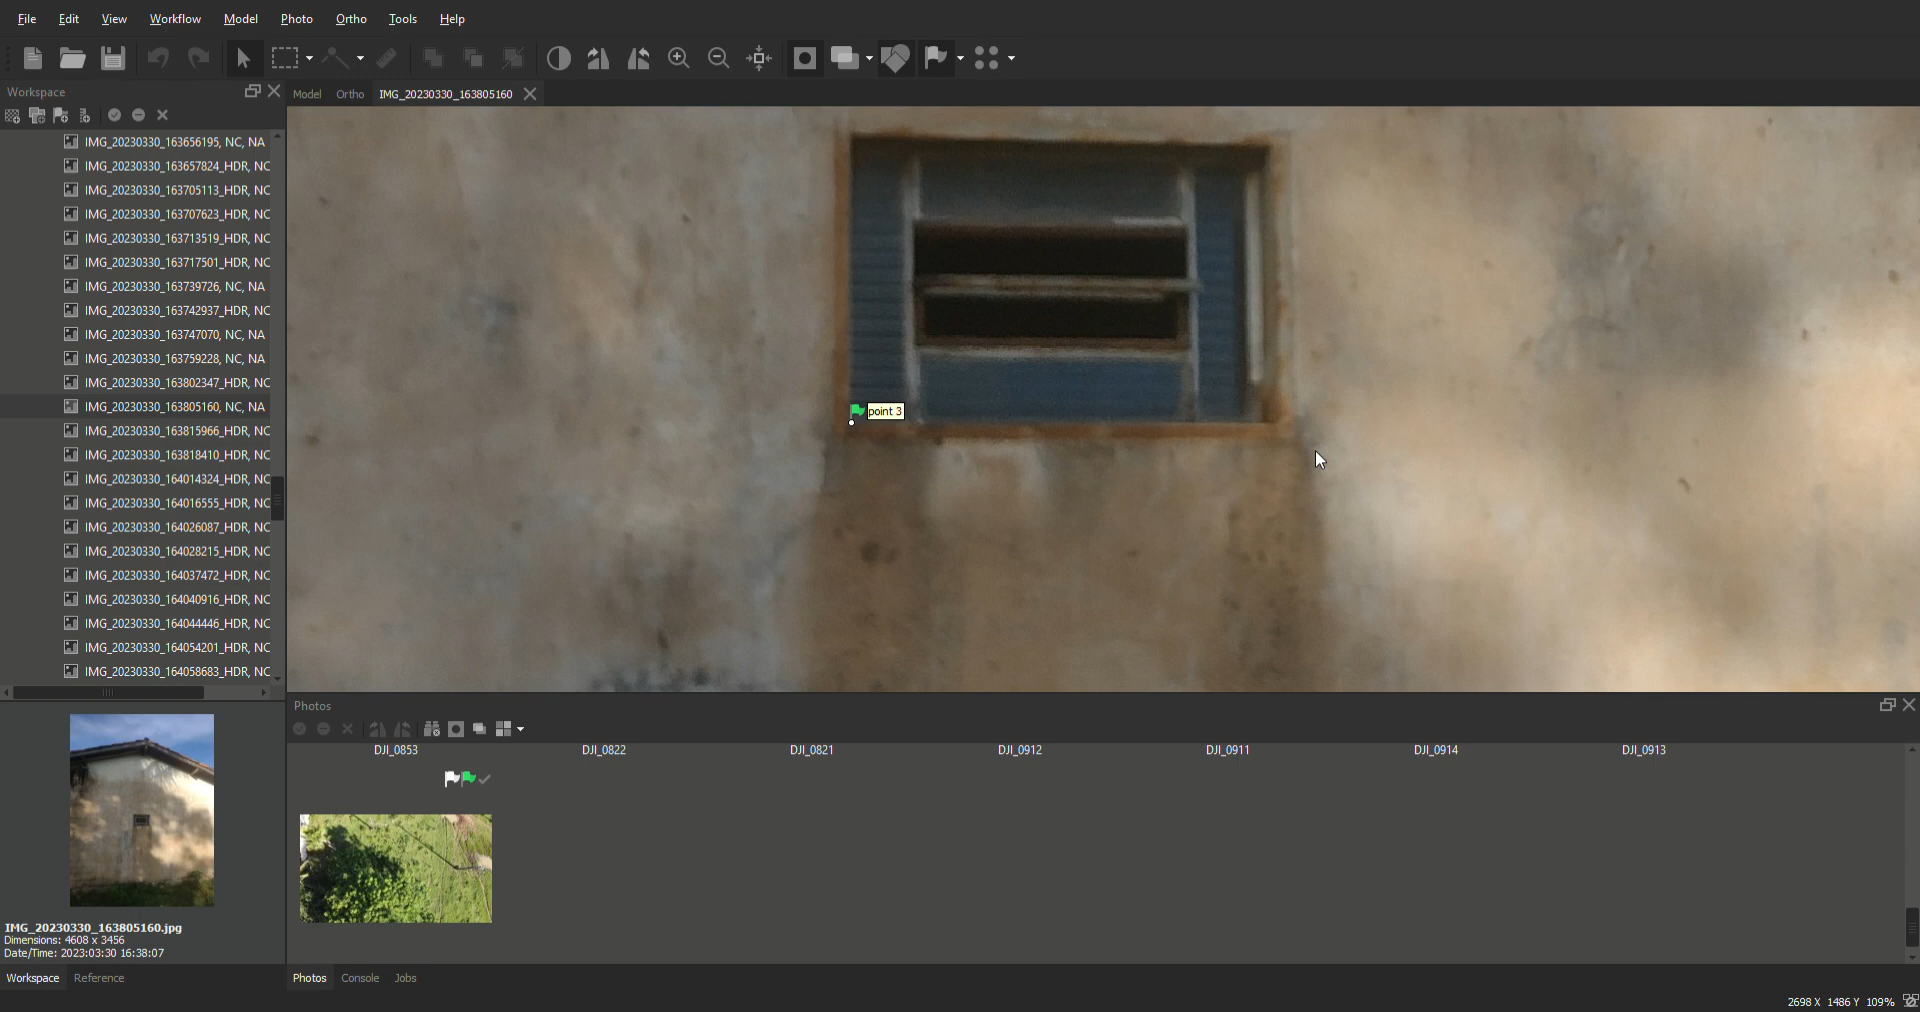 File Edit View Workflow Model Photo Ortho Tools Help
Workspace
Model Ortho IMG_20230330_163805160
IMG_20230330_163656195, NC, NA
IMG_20230330_163657824_HDR, NC
IMG_20230330_163705113_HDR, NC
IMG_20230330_163707623_HDR, NC
IMG_20230330_163713519_HDR, NC
IMG_20230330_163717501_HDR, NC
IMG_20230330_163739726, NC, NA
IMG_20230330_163742937_HDR, NC
IMG_20230330_163747070, NC, NA
IMG_20230330_163759228, NC, NA
IMG_20230330_163802347_HDR, NC
IMG_20230330_163805160, NC, NA
IMG_20230330_163815966_HDR, NC
IMG_20230330_163818410_HDR, NC
IMG_20230330_164014324_HDR, NC
IMG_20230330_164016555_HDR, NC
IMG_20230330_164026087_HDR, NC
IMG_20230330_164028215_HDR, NC
IMG_20230330_164037472_HDR, NC
IMG_20230330_164040916_HDR, NC
IMG_20230330_164044446_HDR, NC
IMG_20230330_164054201_HDR, NC
IMG_20230330_164058683_HDR, NC
point 3
IMG_20230330_163805160.jpg
Dimensions: 4608 x 3456
Date/Time: 2023:03:30 16:38:07
Workspace Reference
Photos
DJI_0853 DJI_0822 DJI_0821 DJI_0912 DJI_0911 DJI_0914 DJI_0913
Photos Console Jobs
2698 X 1486 Y 109%